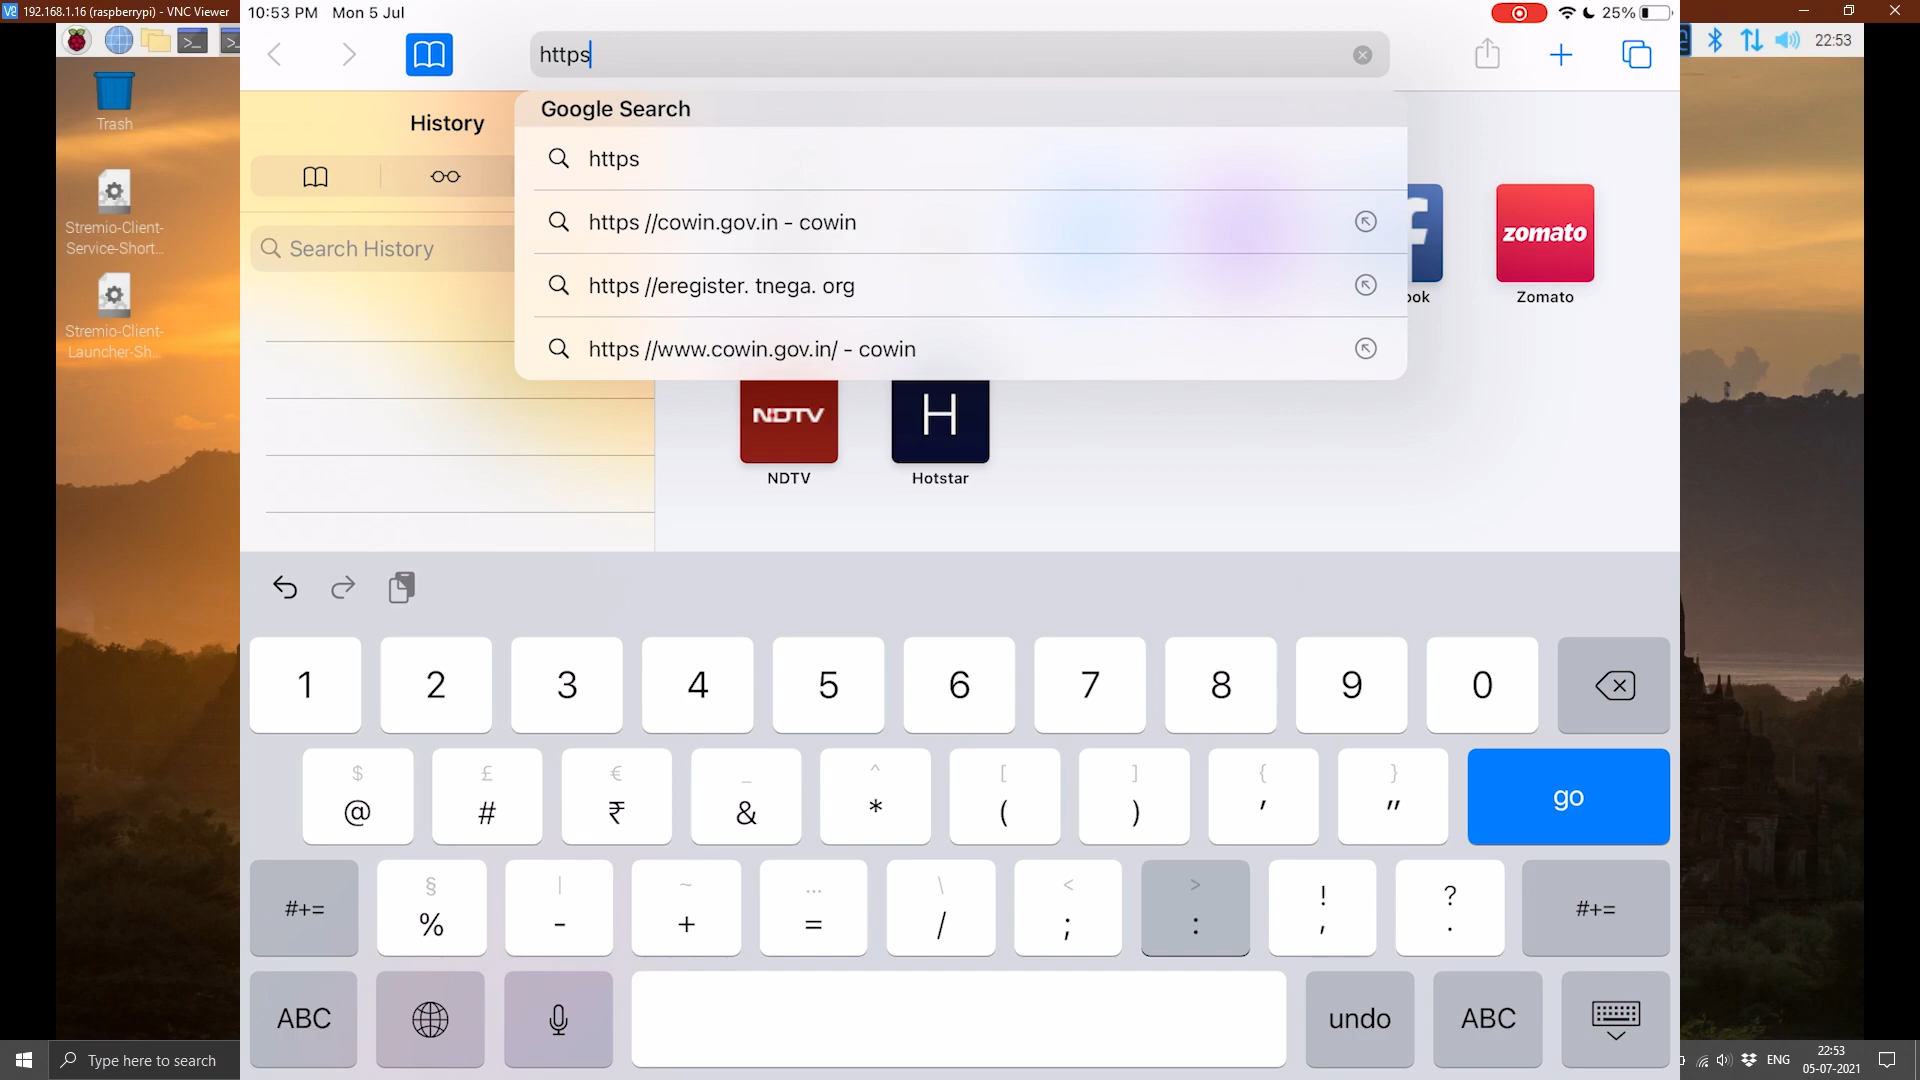 192.168.1.16 (raspberrypi) - VNC Viewer
10:53 PM Mon 5 Jul
25%
22:53
https
Trash
Stremio-Client-
Service-Short...
Stremio-Client-
Launcher-Sh...
History
Search History
Google Search
https
https //cowin.gov.in - cowin
https //eregister. tnega. org
https //www.cowin.gov.in/ - cowin
f
ook
zomato
Zomato
NDTV
NDTV
H
Hotstar
1 2 3 4 5 6 7 8 9 0
$ £ € _ ^ [ ] { }
@ # ₹ & * ( ) ' "
go
§ | ~ ... \ < > ! ?
#+= % - + = / ; : , . #+=
ABC undo ABC
Type here to search
ENG
22:53
05-07-2021